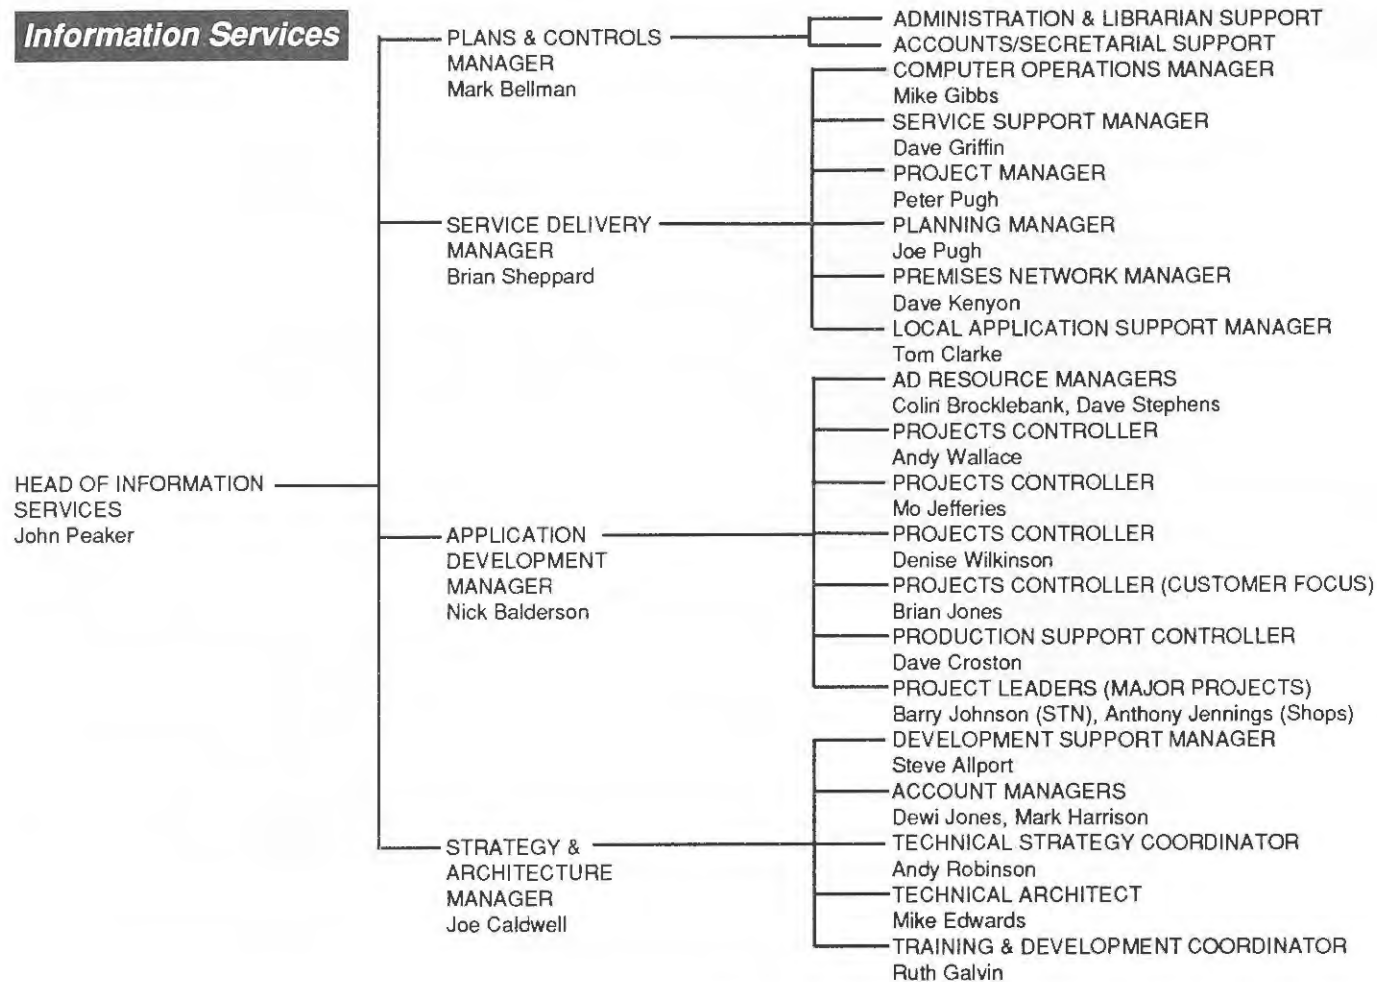 Information Services
PLANS & CONTROLS
MANAGER
Mark Bellman
ADMINISTRATION & LIBRARIAN SUPPORT
ACCOUNTS/SECRETARIAL SUPPORT
SERVICE DELIVERY
MANAGER
Brian Sheppard
COMPUTER OPERATIONS MANAGER
Mike Gibbs
SERVICE SUPPORT MANAGER
Dave Griffin
PROJECT MANAGER
Peter Pugh
PLANNING MANAGER
Joe Pugh
PREMISES NETWORK MANAGER
Dave Kenyon
LOCAL APPLICATION SUPPORT MANAGER
Tom Clarke
HEAD OF INFORMATION
SERVICES
John Peaker
APPLICATION
DEVELOPMENT
MANAGER
Nick Balderson
AD RESOURCE MANAGERS
Colin Brocklebank, Dave Stephens
PROJECTS CONTROLLER
Andy Wallace
PROJECTS CONTROLLER
Mo Jefferies
PROJECTS CONTROLLER
Denise Wilkinson
PROJECTS CONTROLLER (CUSTOMER FOCUS)
Brian Jones
PRODUCTION SUPPORT CONTROLLER
Dave Croston
PROJECT LEADERS (MAJOR PROJECTS)
Barry Johnson (STN), Anthony Jennings (Shops)
STRATEGY &
ARCHITECTURE
MANAGER
Joe Caldwell
DEVELOPMENT SUPPORT MANAGER
Steve Allport
ACCOUNT MANAGERS
Dewi Jones, Mark Harrison
TECHNICAL STRATEGY COORDINATOR
Andy Robinson
TECHNICAL ARCHITECT
Mike Edwards
TRAINING & DEVELOPMENT COORDINATOR
Ruth Galvin